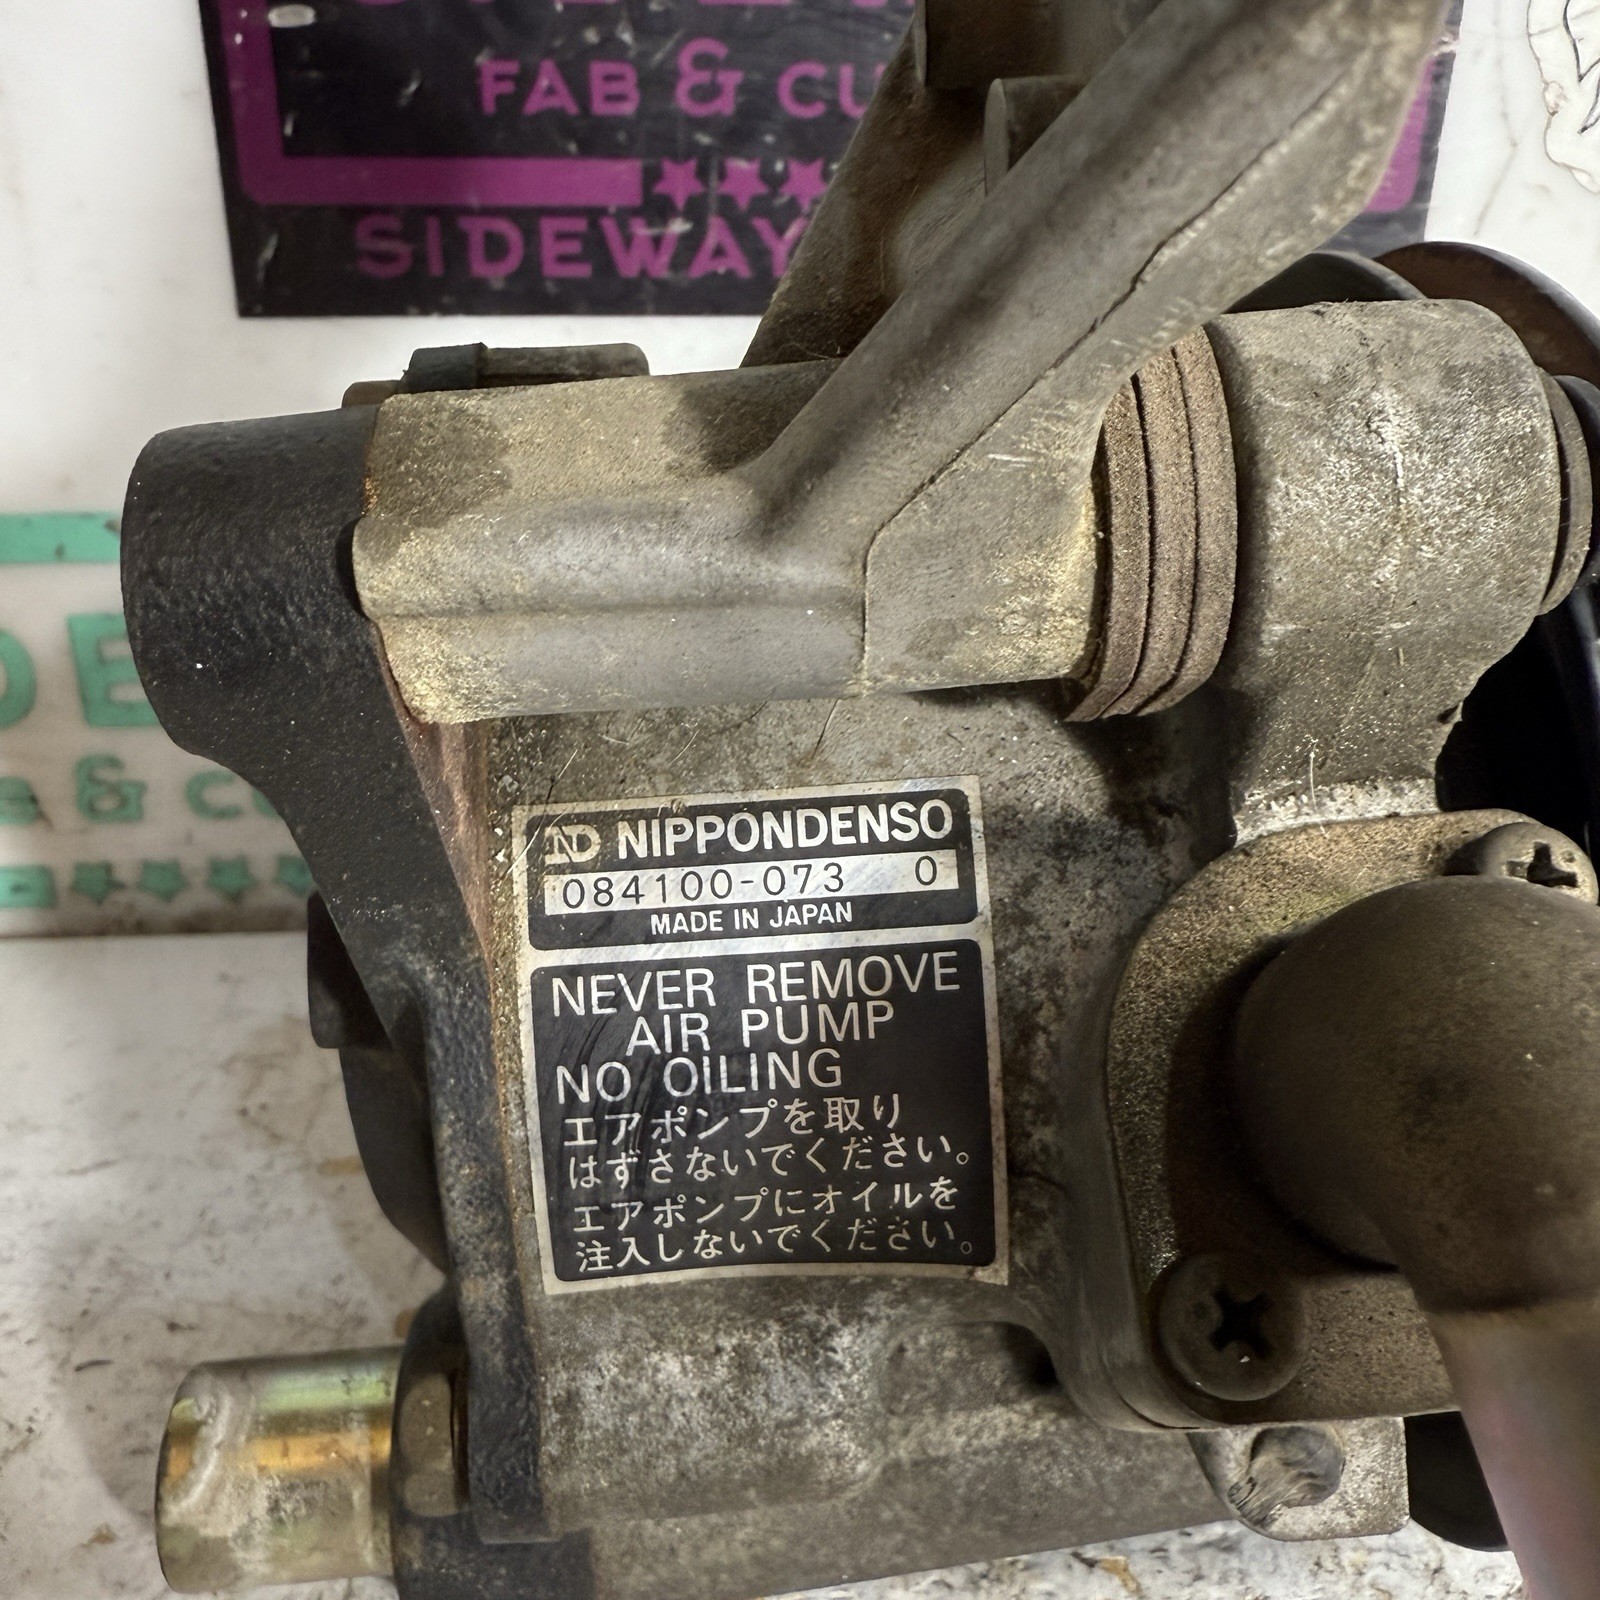 FAB & CU
SIDEWAY
DE
& C
ND NIPPONDENSO
084100-073 0
MADE IN JAPAN
NEVER REMOVE
AIR PUMP
NO OILING
エアポンプを取り
はずさないでください。
エアポンプにオイルを
注入しないでください。